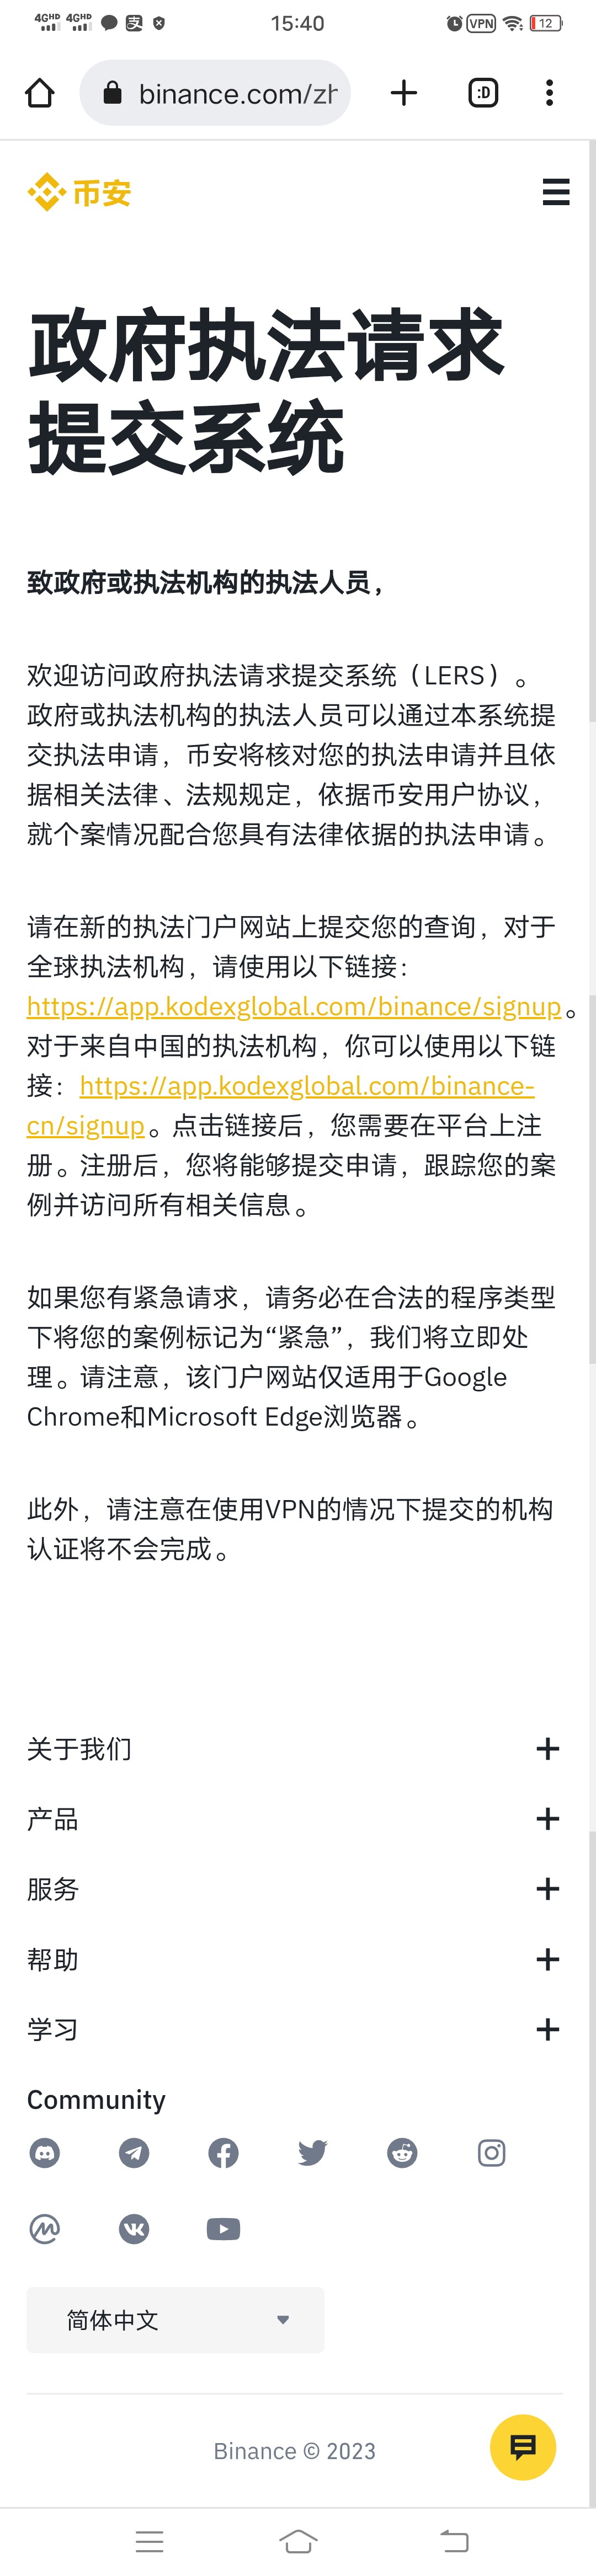 4GHD 4GHD 支 15:40 VPN 12
binance.com/zh :D
币安
政府执法请求
提交系统
致政府或执法机构的执法人员，
欢迎访问政府执法请求提交系统（LERS）。
政府或执法机构的执法人员可以通过本系统提
交执法申请，币安将核对您的执法申请并且依
据相关法律、法规规定，依据币安用户协议，
就个案情况配合您具有法律依据的执法申请。
请在新的执法门户网站上提交您的查询，对于
全球执法机构，请使用以下链接：
https://app.kodexglobal.com/binance/signup。
对于来自中国的执法机构，你可以使用以下链
接：https://app.kodexglobal.com/binance-
cn/signup。点击链接后，您需要在平台上注
册。注册后，您将能够提交申请，跟踪您的案
例并访问所有相关信息。
如果您有紧急请求，请务必在合法的程序类型
下将您的案例标记为“紧急”，我们将立即处
理。请注意，该门户网站仅适用于Google
Chrome和Microsoft Edge浏览器。
此外，请注意在使用VPN的情况下提交的机构
认证将不会完成。
关于我们
产品
服务
帮助
学习
Community
简体中文
Binance © 2023